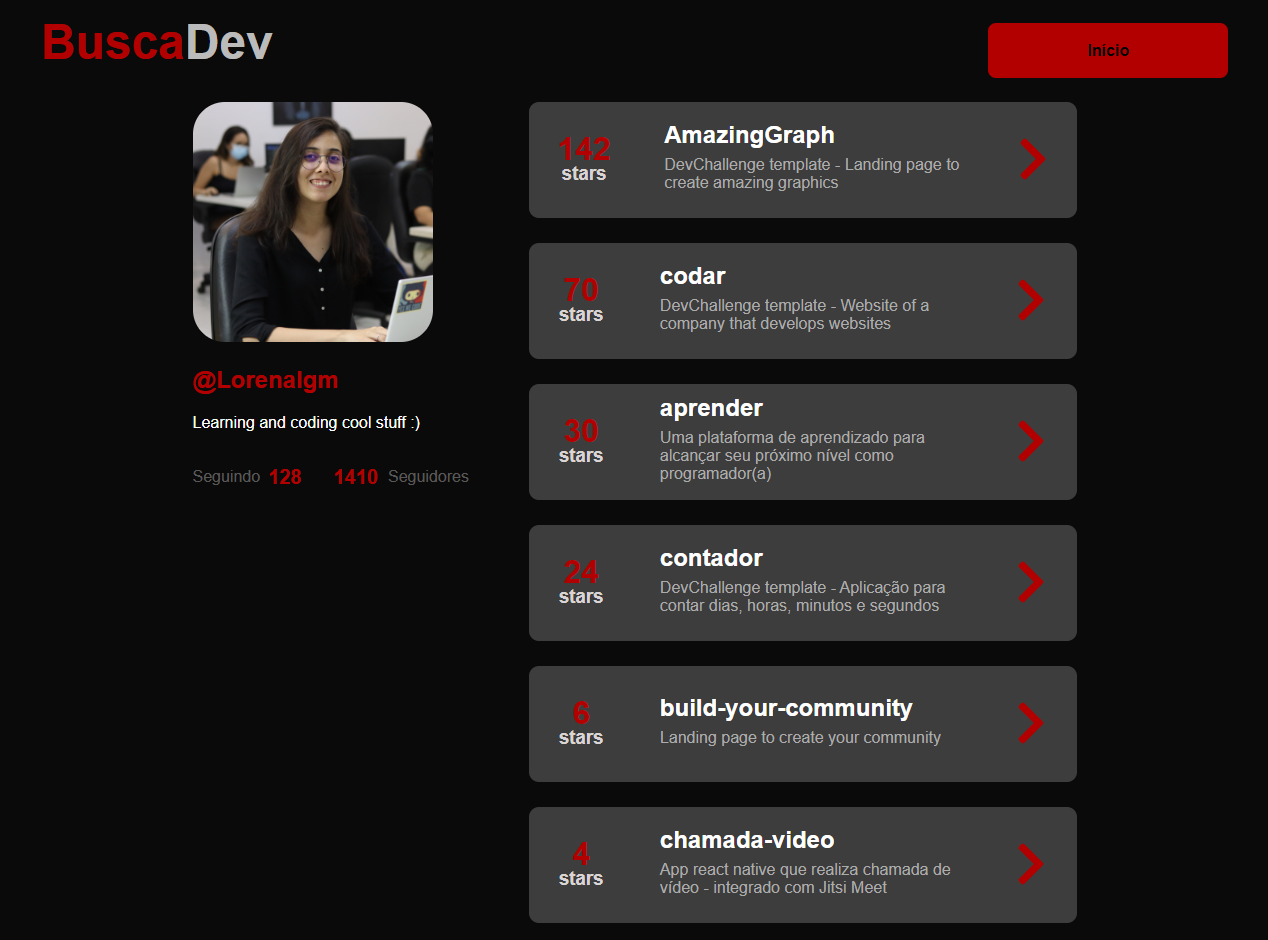 BuscaDev
Início
@Lorenalgm
Learning and coding cool stuff :)
Seguindo 128 1410 Seguidores
142
stars
AmazingGraph
DevChallenge template - Landing page to
create amazing graphics
70
stars
codar
DevChallenge template - Website of a
company that develops websites
30
stars
aprender
Uma plataforma de aprendizado para
alcançar seu próximo nível como
programador(a)
24
stars
contador
DevChallenge template - Aplicação para
contar dias, horas, minutos e segundos
6
stars
build-your-community
Landing page to create your community
4
stars
chamada-video
App react native que realiza chamada de
vídeo - integrado com Jitsi Meet